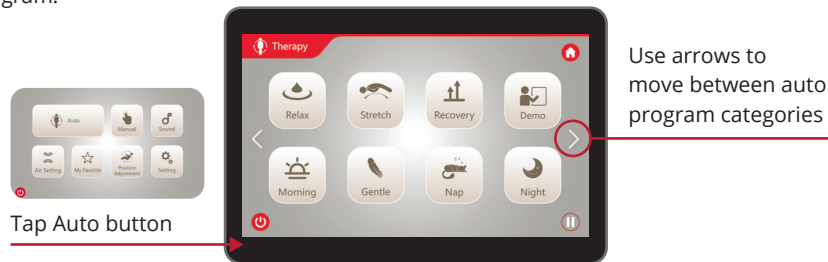 gram.
Therapy
Relax Stretch Recovery Demo
Morning Gentle Nap Night
Auto Manual Sound
Air Setting My Favorite Position Adjustment Setting
Tap Auto button
Use arrows to
move between auto
program categories